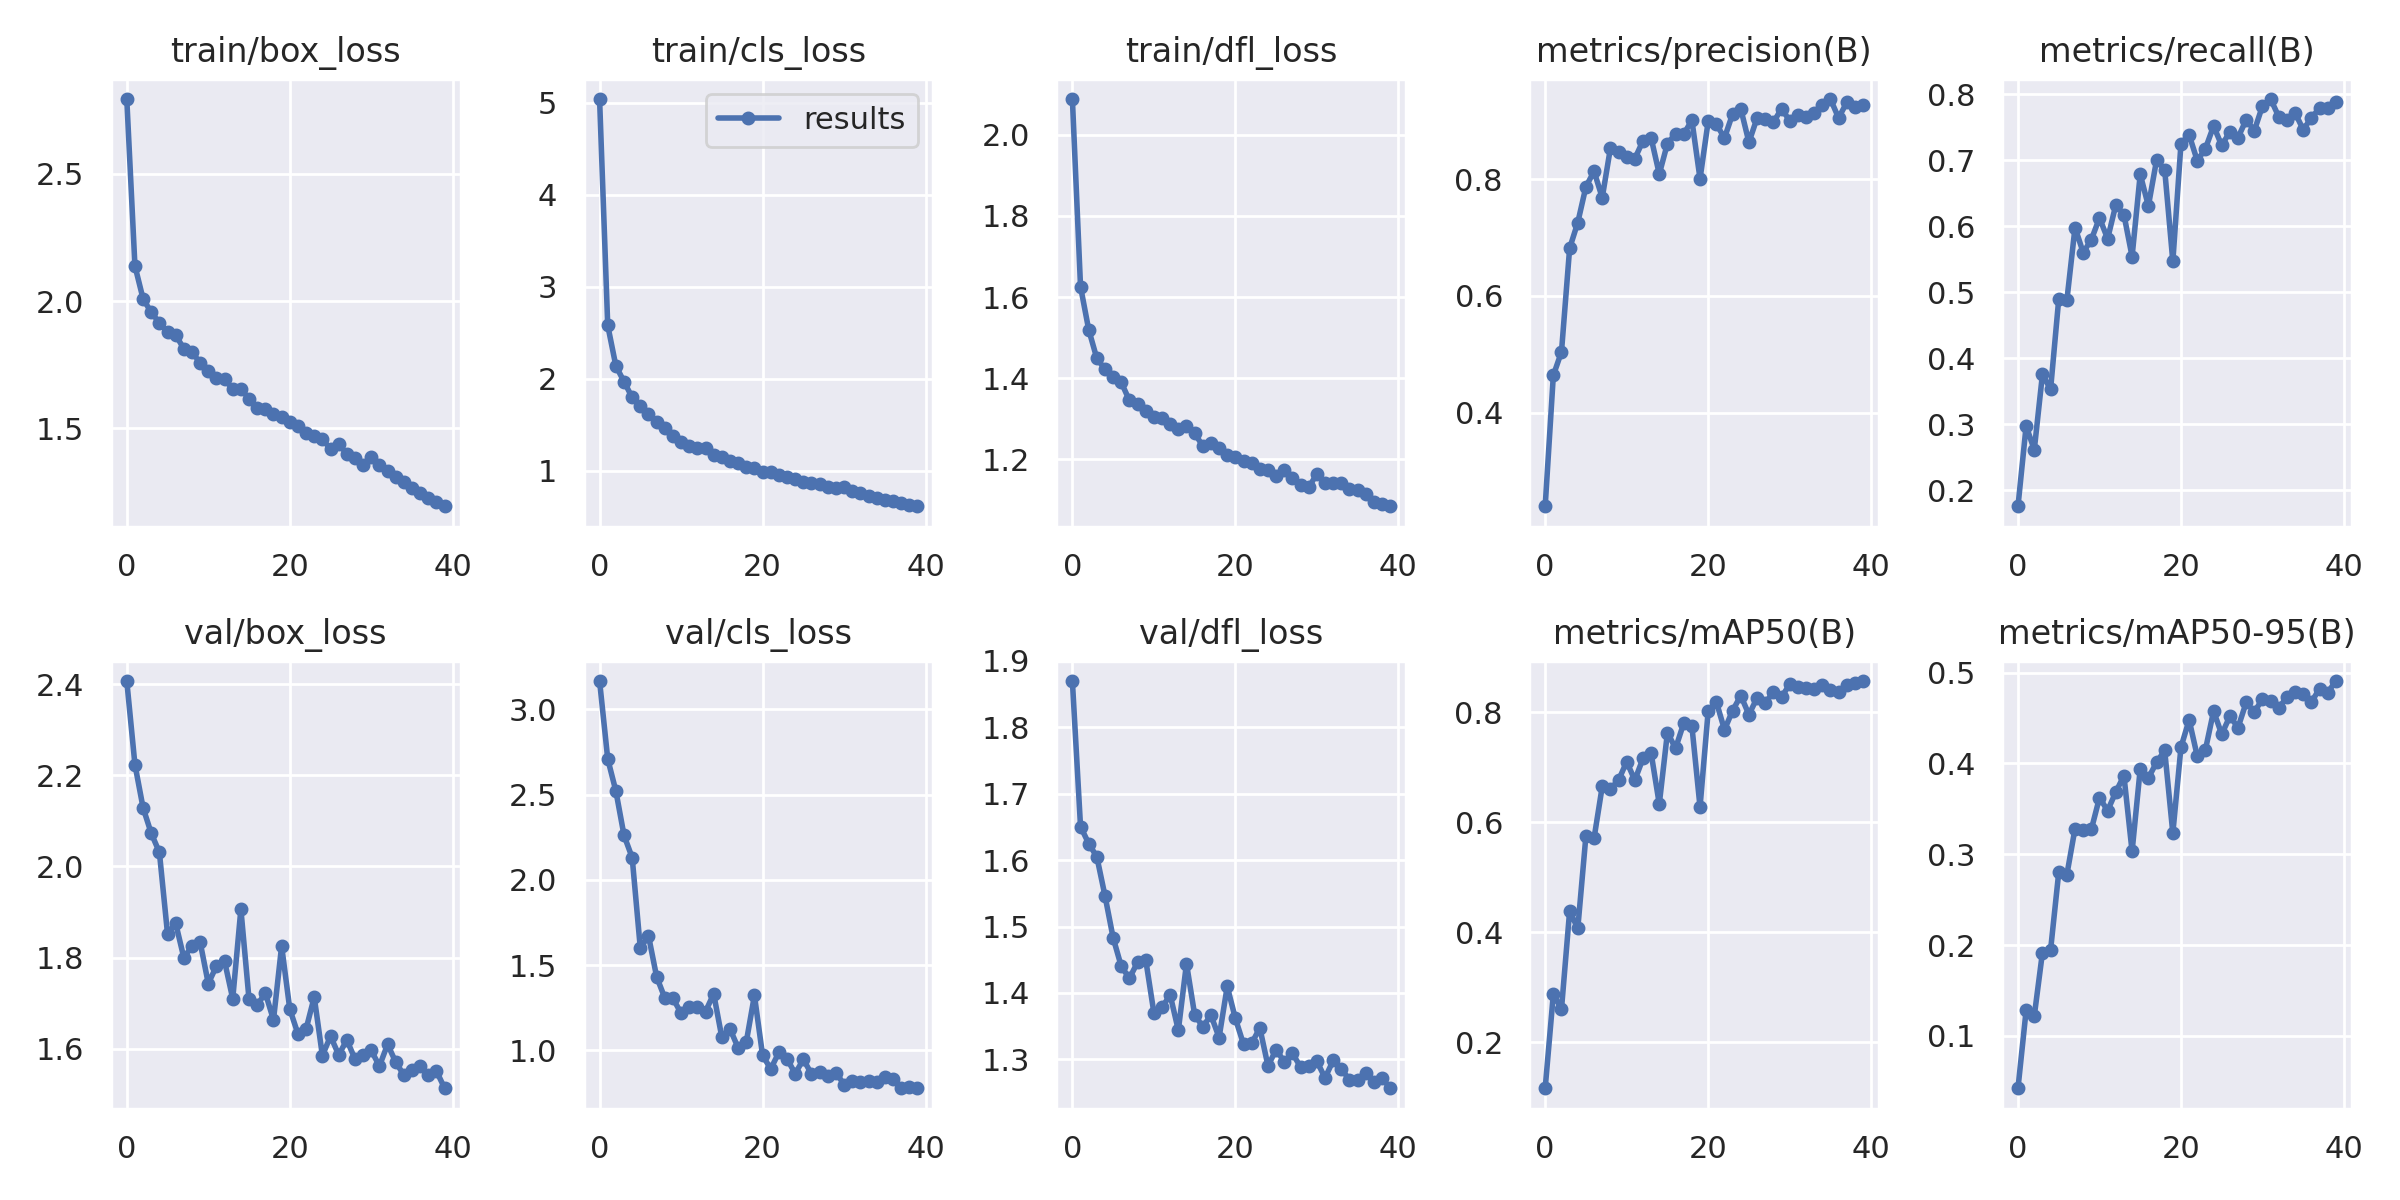 train/box_loss
train/cls_loss
train/dfl_loss
metrics/precision(B)
metrics/recall(B)
2.5
2.0
1.5
0 20 40
results
5
4
3
2
1
0 20 40
2.0
1.8
1.6
1.4
1.2
0 20 40
0.8
0.6
0.4
0 20 40
0.8
0.7
0.6
0.5
0.4
0.3
0.2
0 20 40
val/box_loss
val/cls_loss
val/dfl_loss
metrics/mAP50(B)
metrics/mAP50-95(B)
2.4
2.2
2.0
1.8
1.6
0 20 40
3.0
2.5
2.0
1.5
1.0
0 20 40
1.9
1.8
1.7
1.6
1.5
1.4
1.3
0 20 40
0.8
0.6
0.4
0.2
0 20 40
0.5
0.4
0.3
0.2
0.1
0 20 40